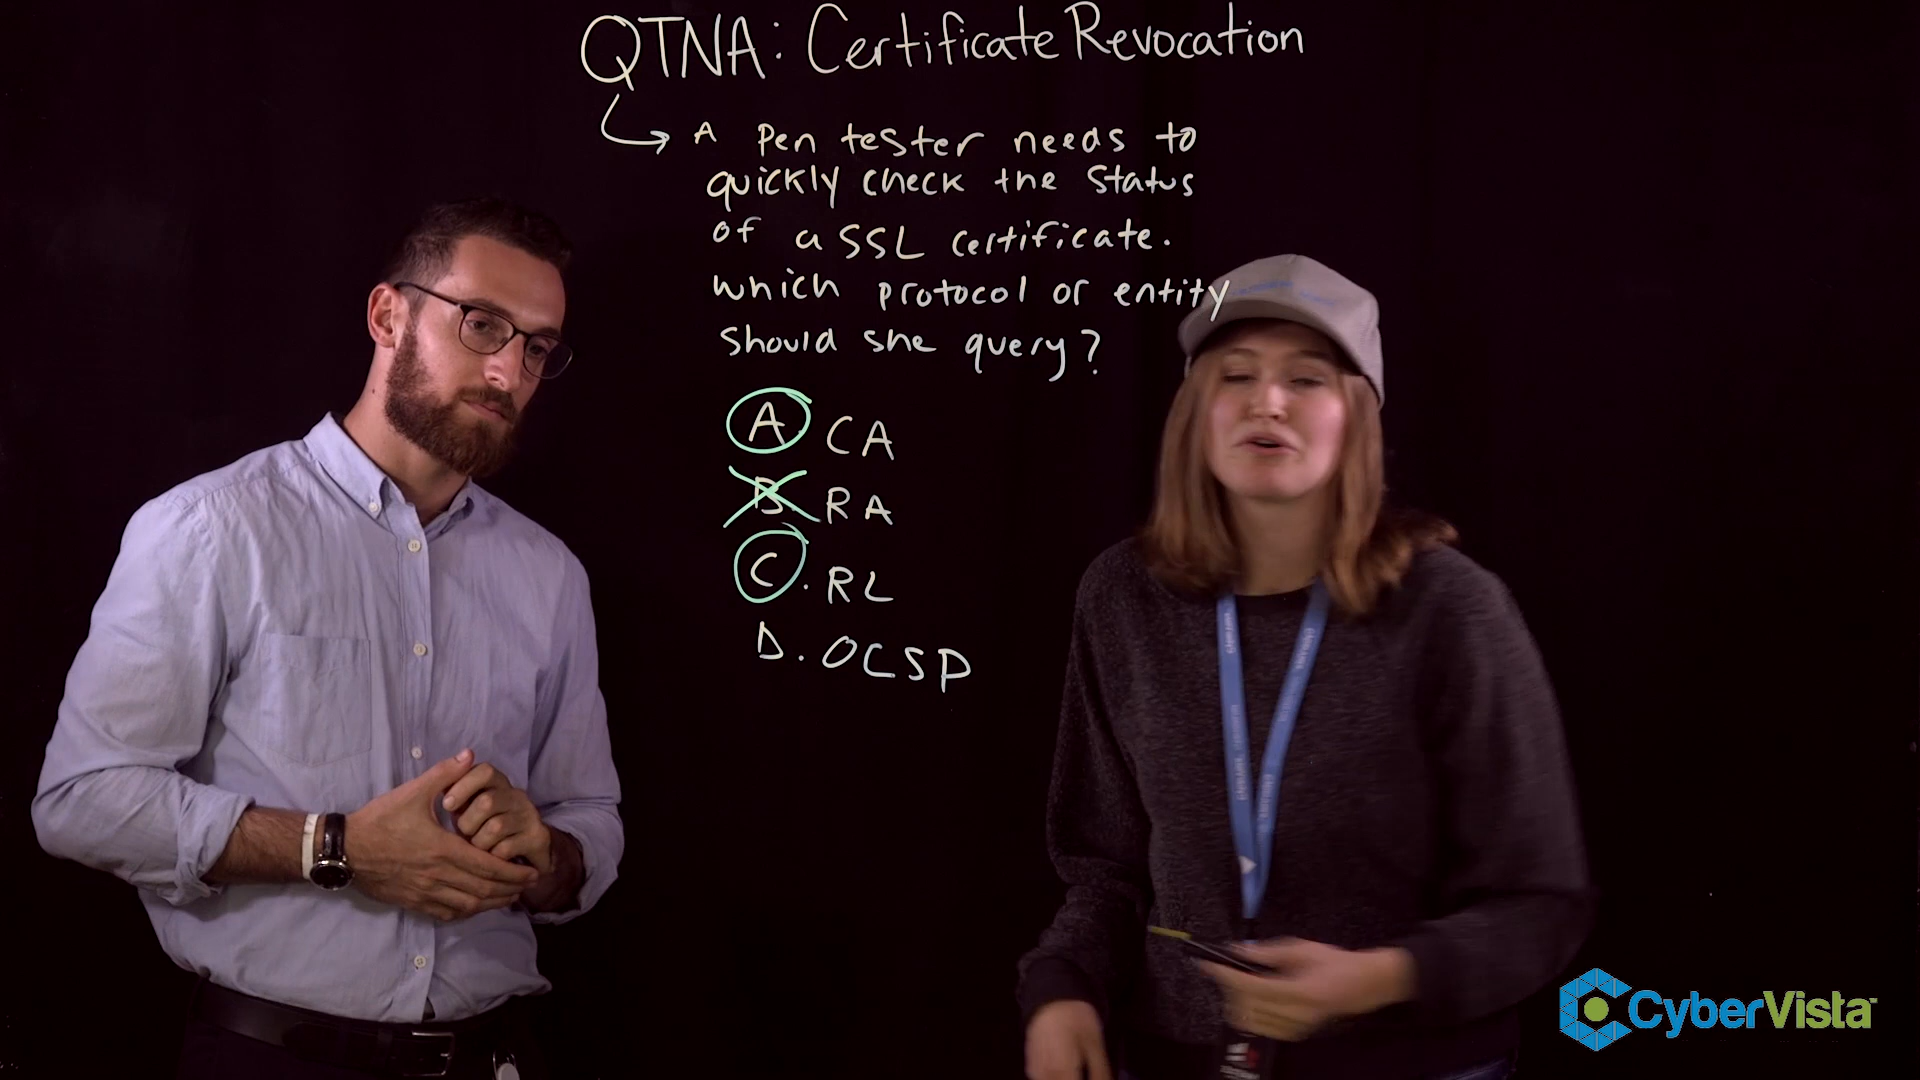 QTNA: Certificate Revocation
A Pen tester needs to
quickly check the Status
of a SSL certificate.
which protocol or entity
should she query?
A. CA
B. RA
C. RL
D. OCSP
CyberVista